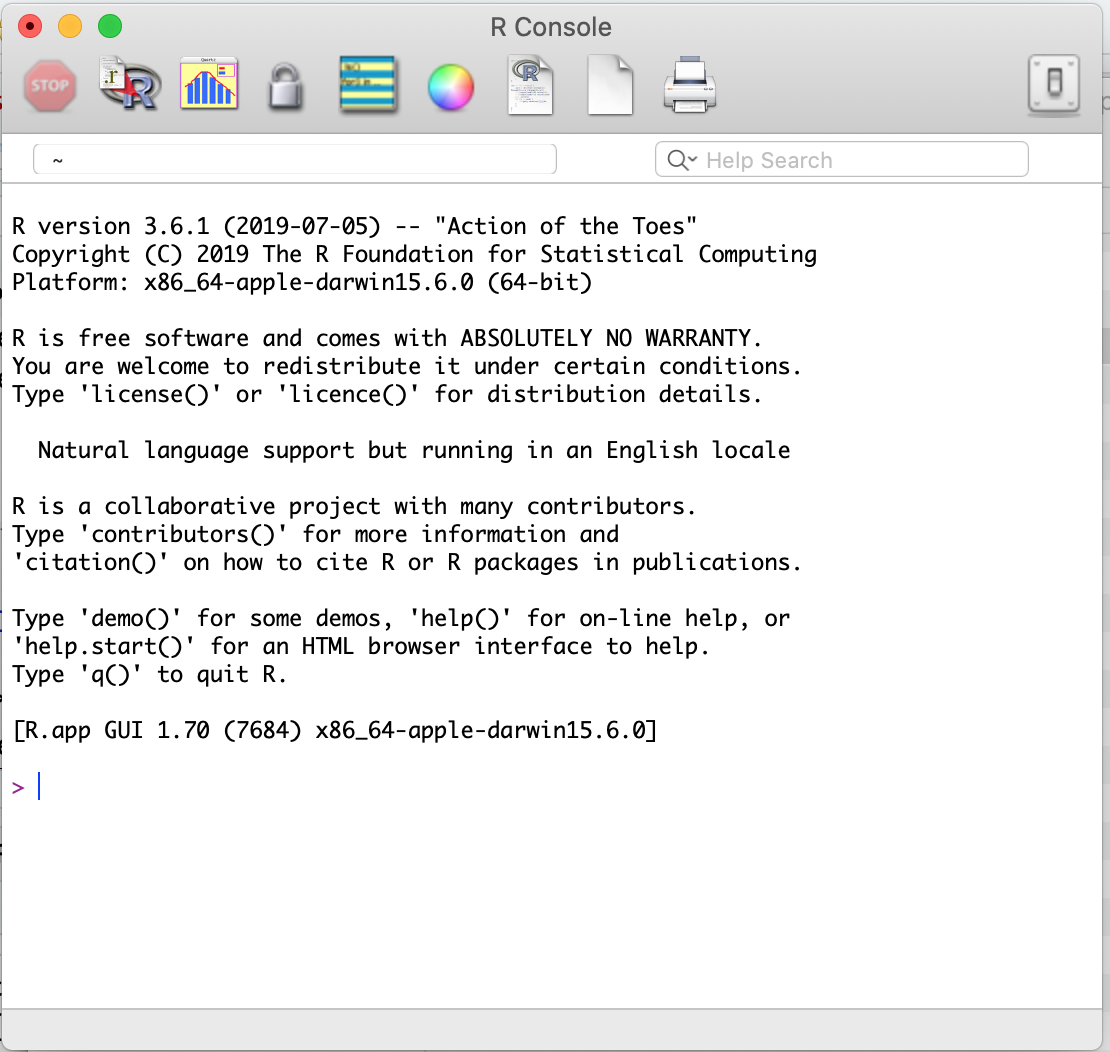 R Console
STOP
~
Help Search
R version 3.6.1 (2019-07-05) -- "Action of the Toes"
Copyright (C) 2019 The R Foundation for Statistical Computing
Platform: x86_64-apple-darwin15.6.0 (64-bit)
R is free software and comes with ABSOLUTELY NO WARRANTY.
You are welcome to redistribute it under certain conditions.
Type 'license()' or 'licence()' for distribution details.
Natural language support but running in an English locale
R is a collaborative project with many contributors.
Type 'contributors()' for more information and
'citation()' on how to cite R or R packages in publications.
Type 'demo()' for some demos, 'help()' for on-line help, or
'help.start()' for an HTML browser interface to help.
Type 'q()' to quit R.
[R.app GUI 1.70 (7684) x86_64-apple-darwin15.6.0]
>